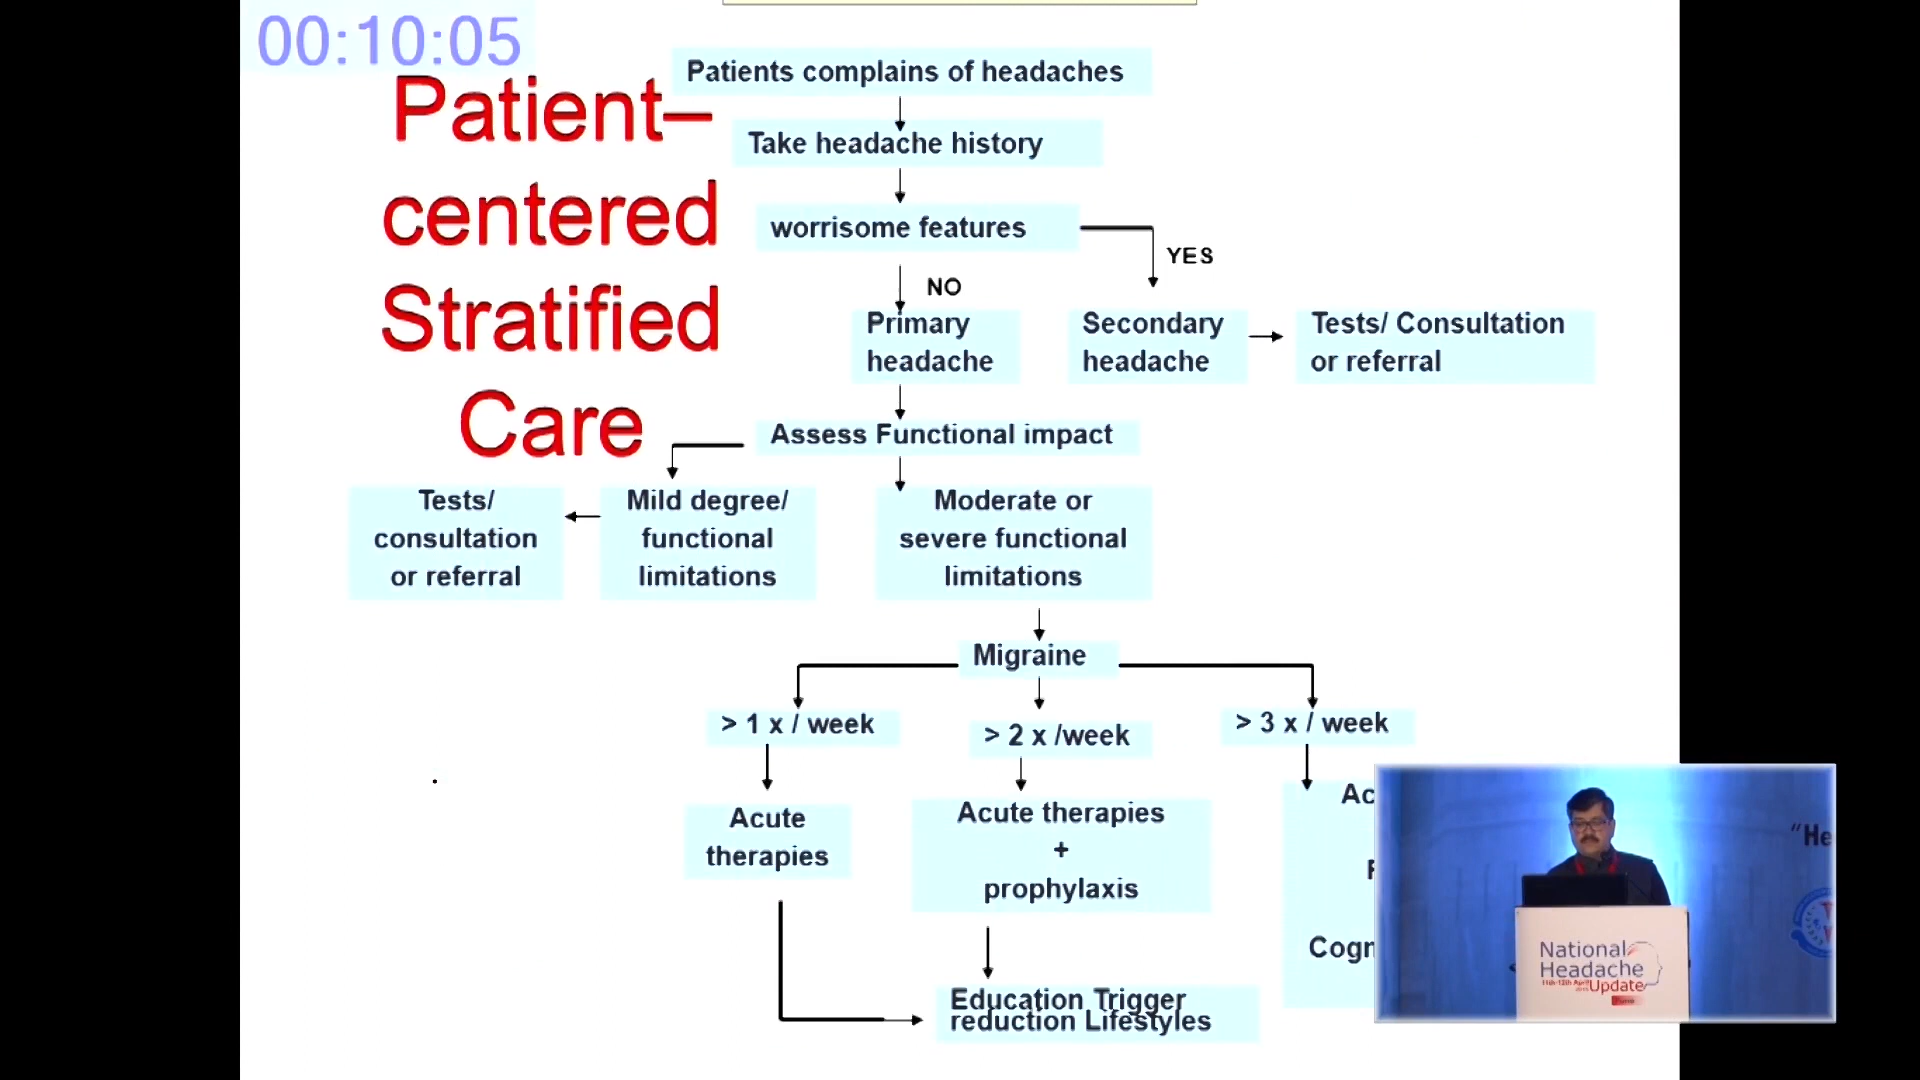 00:10:05
Patient–
centered
Stratified
Care
Patients complains of headaches
Take headache history
worrisome features
YES
NO
Primary
headache
Secondary
headache
Tests/ Consultation
or referral
Assess Functional impact
Tests/
consultation
or referral
Mild degree/
functional
limitations
Moderate or
severe functional
limitations
Migraine
> 1 x / week
> 2 x /week
> 3 x / week
Acute
therapies
Acute therapies
+
prophylaxis
Education Trigger
reduction Lifestyles
National
Headache
11th-12th April
Update